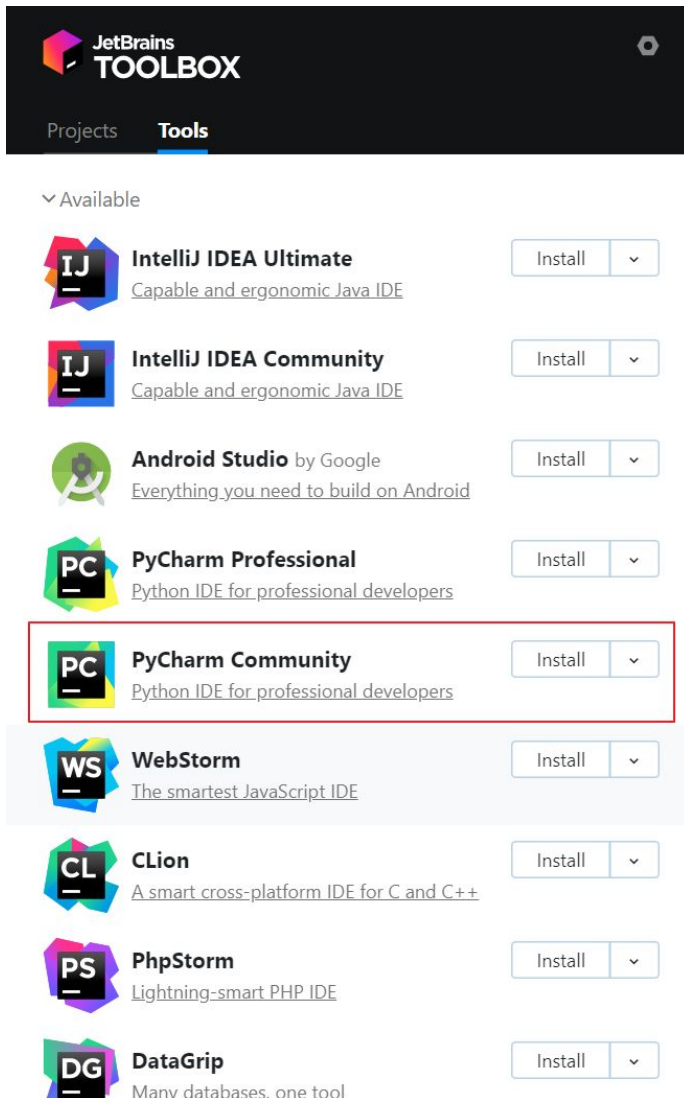 JetBrains
TOOLBOX
Projects Tools
Available
IJ
IntelliJ IDEA Ultimate
Install
Capable and ergonomic Java IDE
IJ
IntelliJ IDEA Community
Install
Capable and ergonomic Java IDE
Android Studio by Google
Install
Everything you need to build on Android
PC
PyCharm Professional
Install
Python IDE for professional developers
PC
PyCharm Community
Install
Python IDE for professional developers
WS
WebStorm
Install
The smartest JavaScript IDE
CL
CLion
Install
A smart cross-platform IDE for C and C++
PS
PhpStorm
Install
Lightning-smart PHP IDE
DG
DataGrip
Install
Many databases, one tool